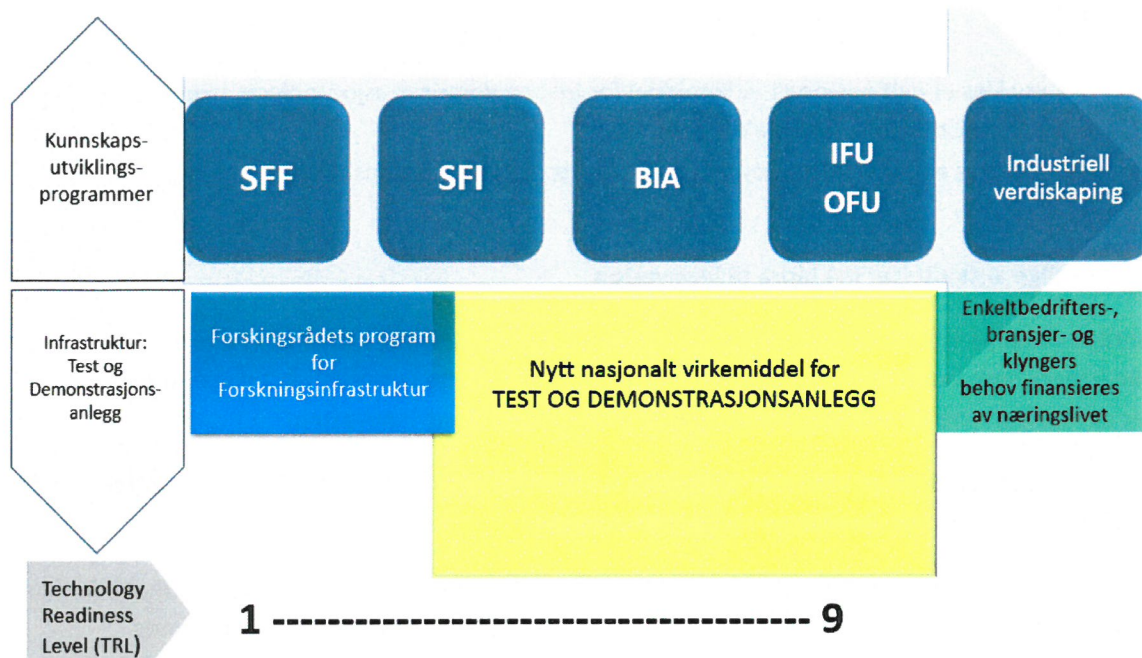 Kunnskaps-
utviklings-
programmer
SFF
SFI
BIA
IFU
OFU
Industriell
verdiskaping
Infrastruktur:
Test og
Demonstrasjons-
anlegg
Forskingsrådets program
for
Forskningsinfrastruktur
Nytt nasjonalt virkemiddel for
TEST OG DEMONSTRASJONSANLEGG
Enkeltbedrifters-,
bransjer- og
klyngers
behov finansieres
av næringslivet
Technology
Readiness
Level (TRL)
1 ------------------------------------ 9